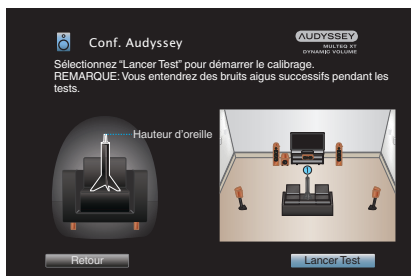 Conf. Audyssey
AUDYSSEY
MULTEQ XT
DYNAMIC VOLUME
Sélectionnez “Lancer Test” pour démarrer le calibrage.
REMARQUE: Vous entendrez des bruits aigus successifs pendant les
tests.
Hauteur d’oreille
1
Retour
Lancer Test